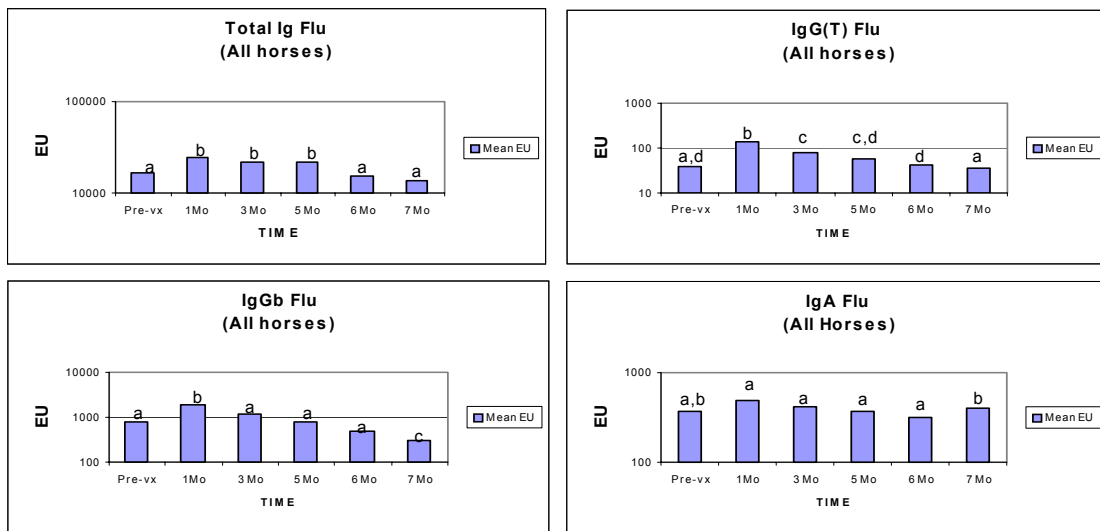 Total Ig Flu
(All horses)
100000
10000
EU
a b b b a a
Pre-vx 1Mo 3 Mo 5 Mo 6 Mo 7 Mo
TIME
Mean EU
IgG(T) Flu
(All horses)
1000
100
10
EU
a,d b c c,d d a
Pre-vx 1Mo 3 Mo 5 Mo 6 Mo 7 Mo
TIME
Mean EU
IgGb Flu
(All horses)
10000
1000
100
EU
a b a a a c
Pre-vx 1Mo 3 Mo 5 Mo 6 Mo 7 Mo
TIME
Mean EU
IgA Flu
(All Horses)
1000
100
EU
a,b a a a a b
Pre-vx 1Mo 3 Mo 5 Mo 6 Mo 7 Mo
TIME
Mean EU